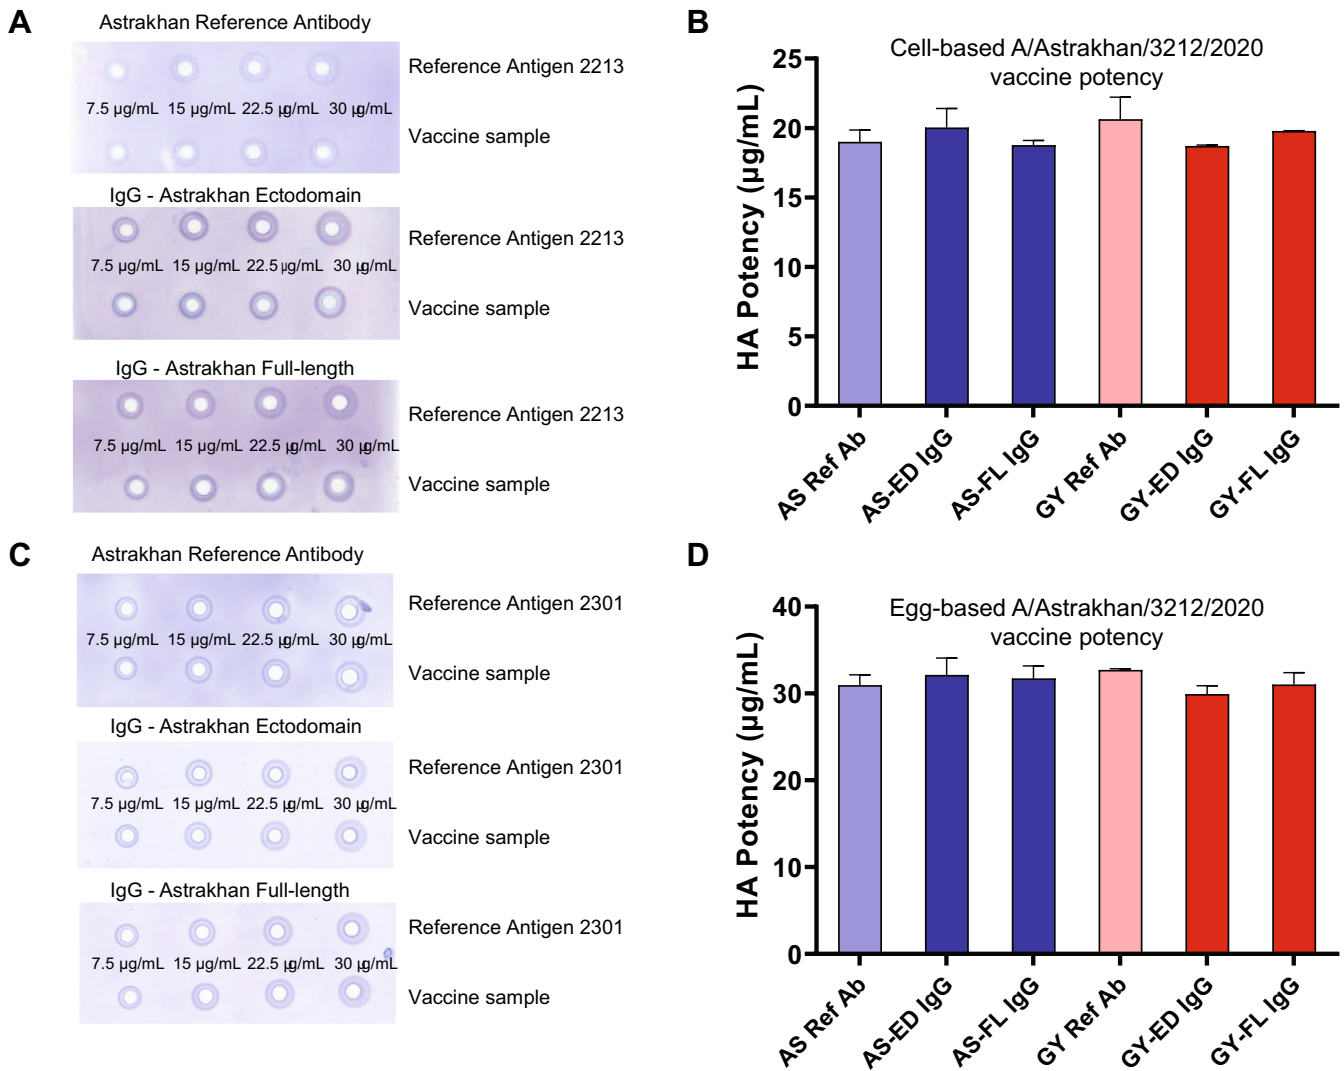 A
Astrakhan Reference Antibody
Reference Antigen 2213
7.5 µg/mL 15 µg/mL 22.5 µg/mL 30 µg/mL
Vaccine sample
IgG - Astrakhan Ectodomain
Reference Antigen 2213
7.5 µg/mL 15 µg/mL 22.5 µg/mL 30 µg/mL
Vaccine sample
IgG - Astrakhan Full-length
Reference Antigen 2213
7.5 µg/mL 15 µg/mL 22.5 µg/mL 30 µg/mL
Vaccine sample
B
Cell-based A/Astrakhan/3212/2020
vaccine potency
HA Potency (µg/mL)
25
20
15
10
5
0
AS Ref Ab
AS-ED IgG
AS-FL IgG
GY Ref Ab
GY-ED IgG
GY-FL IgG
C
Astrakhan Reference Antibody
Reference Antigen 2301
7.5 µg/mL 15 µg/mL 22.5 µg/mL 30 µg/mL
Vaccine sample
IgG - Astrakhan Ectodomain
Reference Antigen 2301
7.5 µg/mL 15 µg/mL 22.5 µg/mL 30 µg/mL
Vaccine sample
IgG - Astrakhan Full-length
Reference Antigen 2301
7.5 µg/mL 15 µg/mL 22.5 µg/mL 30 µg/mL
Vaccine sample
D
Egg-based A/Astrakhan/3212/2020
vaccine potency
HA Potency (µg/mL)
40
30
20
10
0
AS Ref Ab
AS-ED IgG
AS-FL IgG
GY Ref Ab
GY-ED IgG
GY-FL IgG